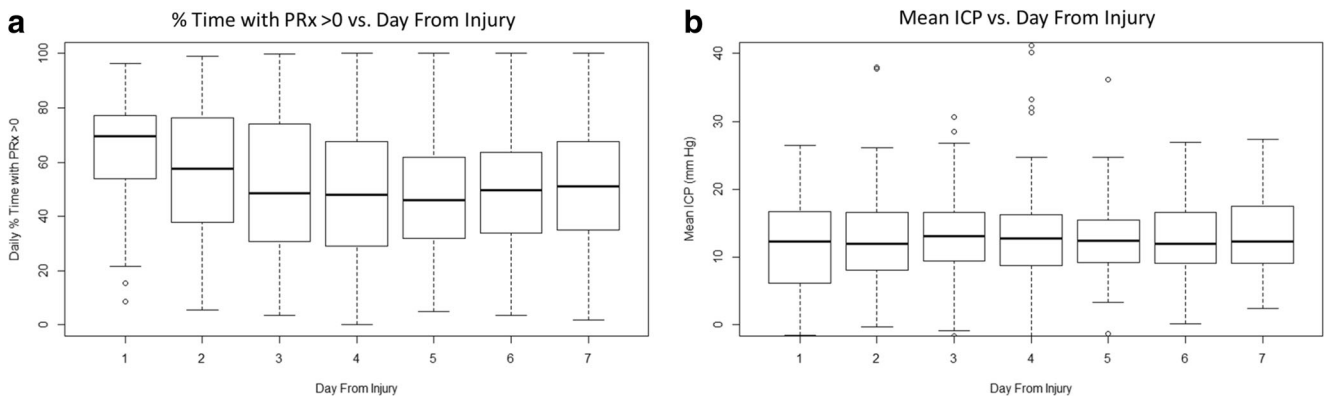 a
% Time with PRx >0 vs. Day From Injury
Daily % Time with PRx >0
100
80
60
40
20
0
1 2 3 4 5 6 7
Day From Injury
b
Mean ICP vs. Day From Injury
Mean ICP (mm Hg)
40
30
20
10
0
1 2 3 4 5 6 7
Day From Injury